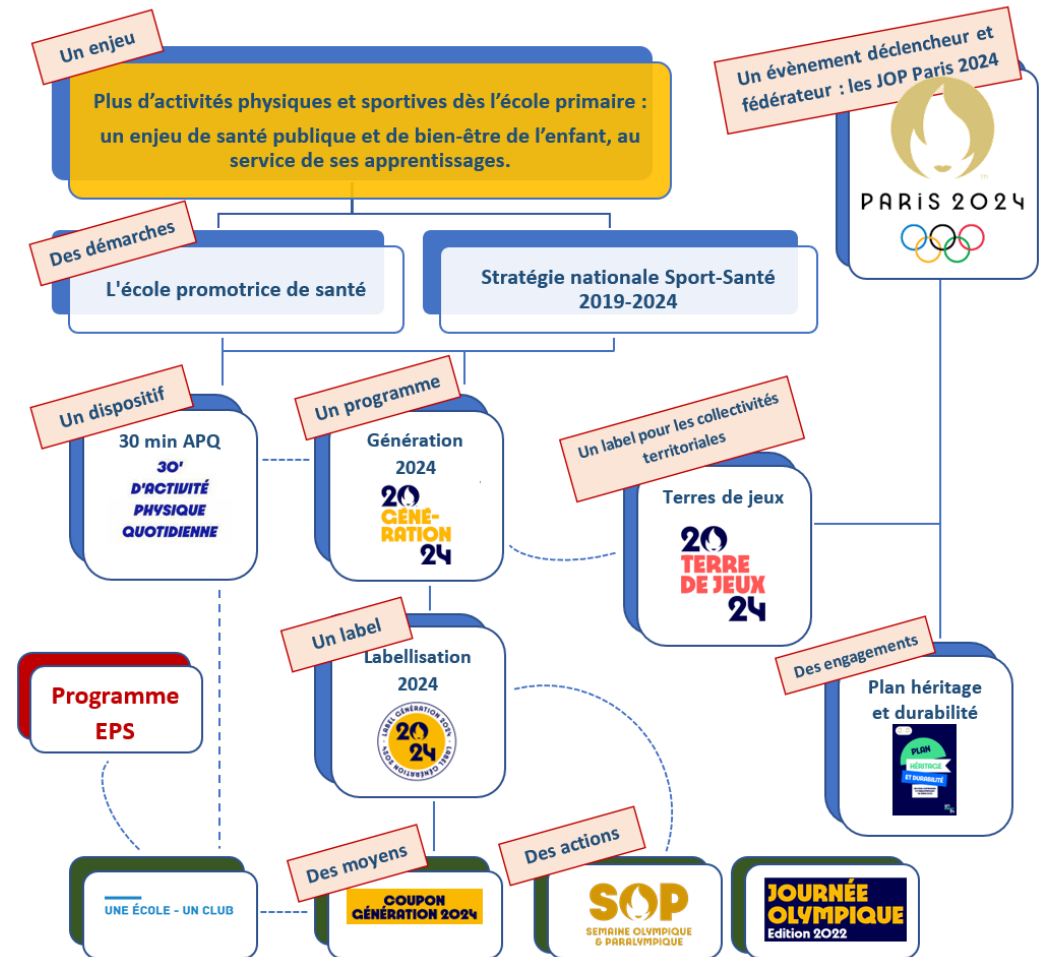 Un enjeu
Plus d’activités physiques et sportives dès l’école primaire :
un enjeu de santé publique et de bien-être de l’enfant, au
service de ses apprentissages.
Un évènement déclencheur et
fédérateur : les JOP Paris 2024
PARIS 2024
Des démarches
L'école promotrice de santé
Stratégie nationale Sport-Santé
2019-2024
Un dispositif
30 min APQ
30'
D'ACTIVITÉ
PHYSIQUE
QUOTIDIENNE
Un programme
Génération
2024
20
GÉNÉ-
RATION
24
Un label pour les collectivités
territoriales
Terres de jeux
20
TERRE
DE JEUX
24
Un label
Labellisation
2024
LABEL GÉNÉRATION 2024 - LABEL GÉNÉRATION 2024 -
20
24
Des engagements
Plan héritage
et durabilité
PLAN
HÉRITAGE
ET DURABILITÉ
Programme
EPS
UNE ÉCOLE - UN CLUB
Des moyens
COUPON
GÉNÉRATION 2024
Des actions
SOP
SEMAINE OLYMPIQUE
& PARALYMPIQUE
JOURNÉE
OLYMPIQUE
Edition 2022